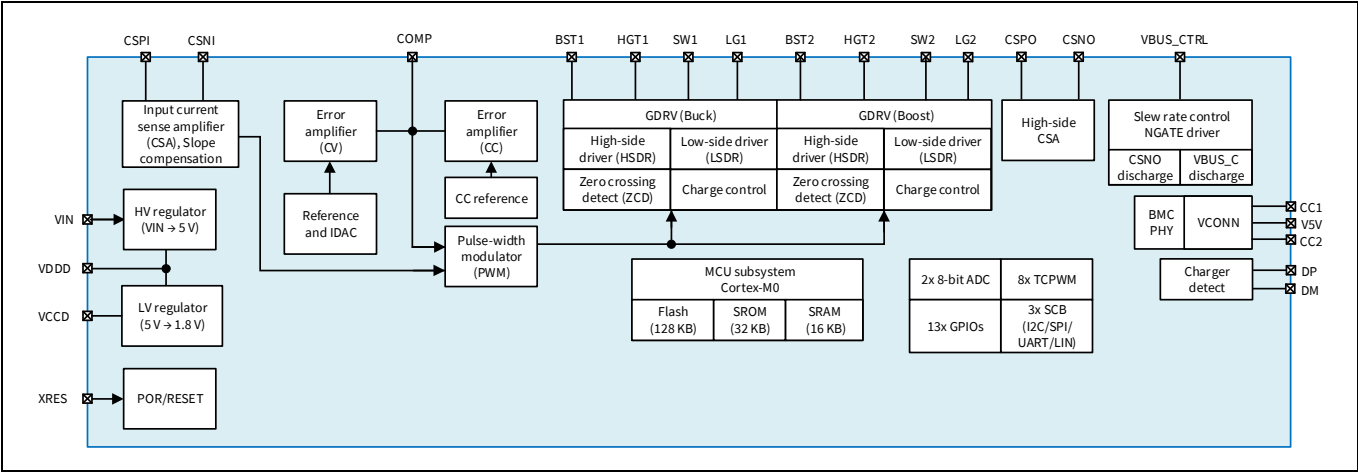 CSPI CSNI COMP BST1 HGT1 SW1 LG1 BST2 HGT2 SW2 LG2 CSPO CSNO VBUS_CTRL
Input current
sense amplifier
(CSA), Slope
compensation
Error
amplifier
(CV)
Error
amplifier
(CC)
Reference
and IDAC
CC reference
Pulse-width
modulator
(PWM)
GDRV (Buck)
High-side
driver (HSDR)
Low-side driver
(LSDR)
Zero crossing
detect (ZCD)
Charge control
GDRV (Boost)
High-side
driver (HSDR)
Low-side driver
(LSDR)
Zero crossing
detect (ZCD)
Charge control
High-side
CSA
Slew rate control
NGATE driver
CSNO
discharge
VBUS_C
discharge
VIN
HV regulator
(VIN → 5 V)
VDDD
VCCD
LV regulator
(5 V → 1.8 V)
XRES
POR/RESET
MCU subsystem
Cortex-M0
Flash
(128 KB)
SROM
(32 KB)
SRAM
(16 KB)
2x 8-bit ADC
8x TCPWM
13x GPIOs
3x SCB
(I2C/SPI/
UART/LIN)
BMC
PHY
VCONN
CC1
V5V
CC2
Charger
detect
DP
DM